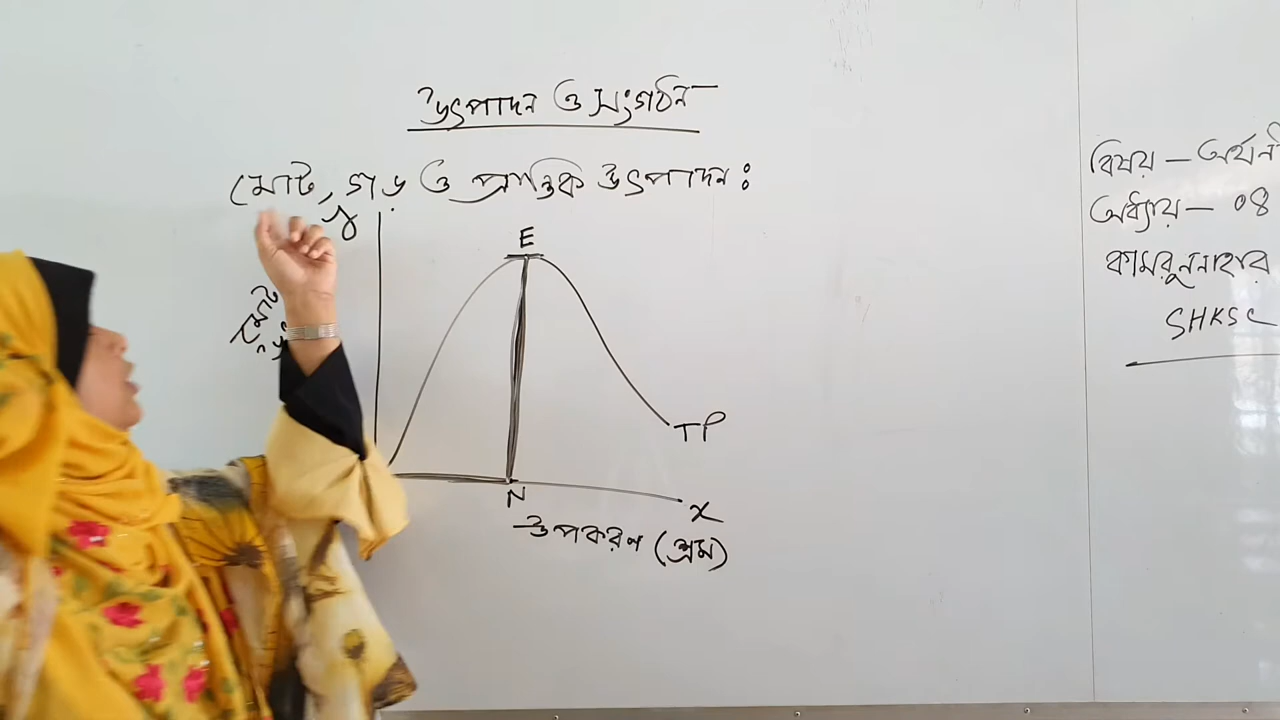 উৎপাদন ও সংগঠন
মোট, গড় ও প্রান্তিক উৎপাদন:
y
E
মোট
TP
N
X
উপকরণ (শ্রম)
বিষয় - অর্থনী
অধ্যায় - ০৪
কামরুননাহার
SHKSC